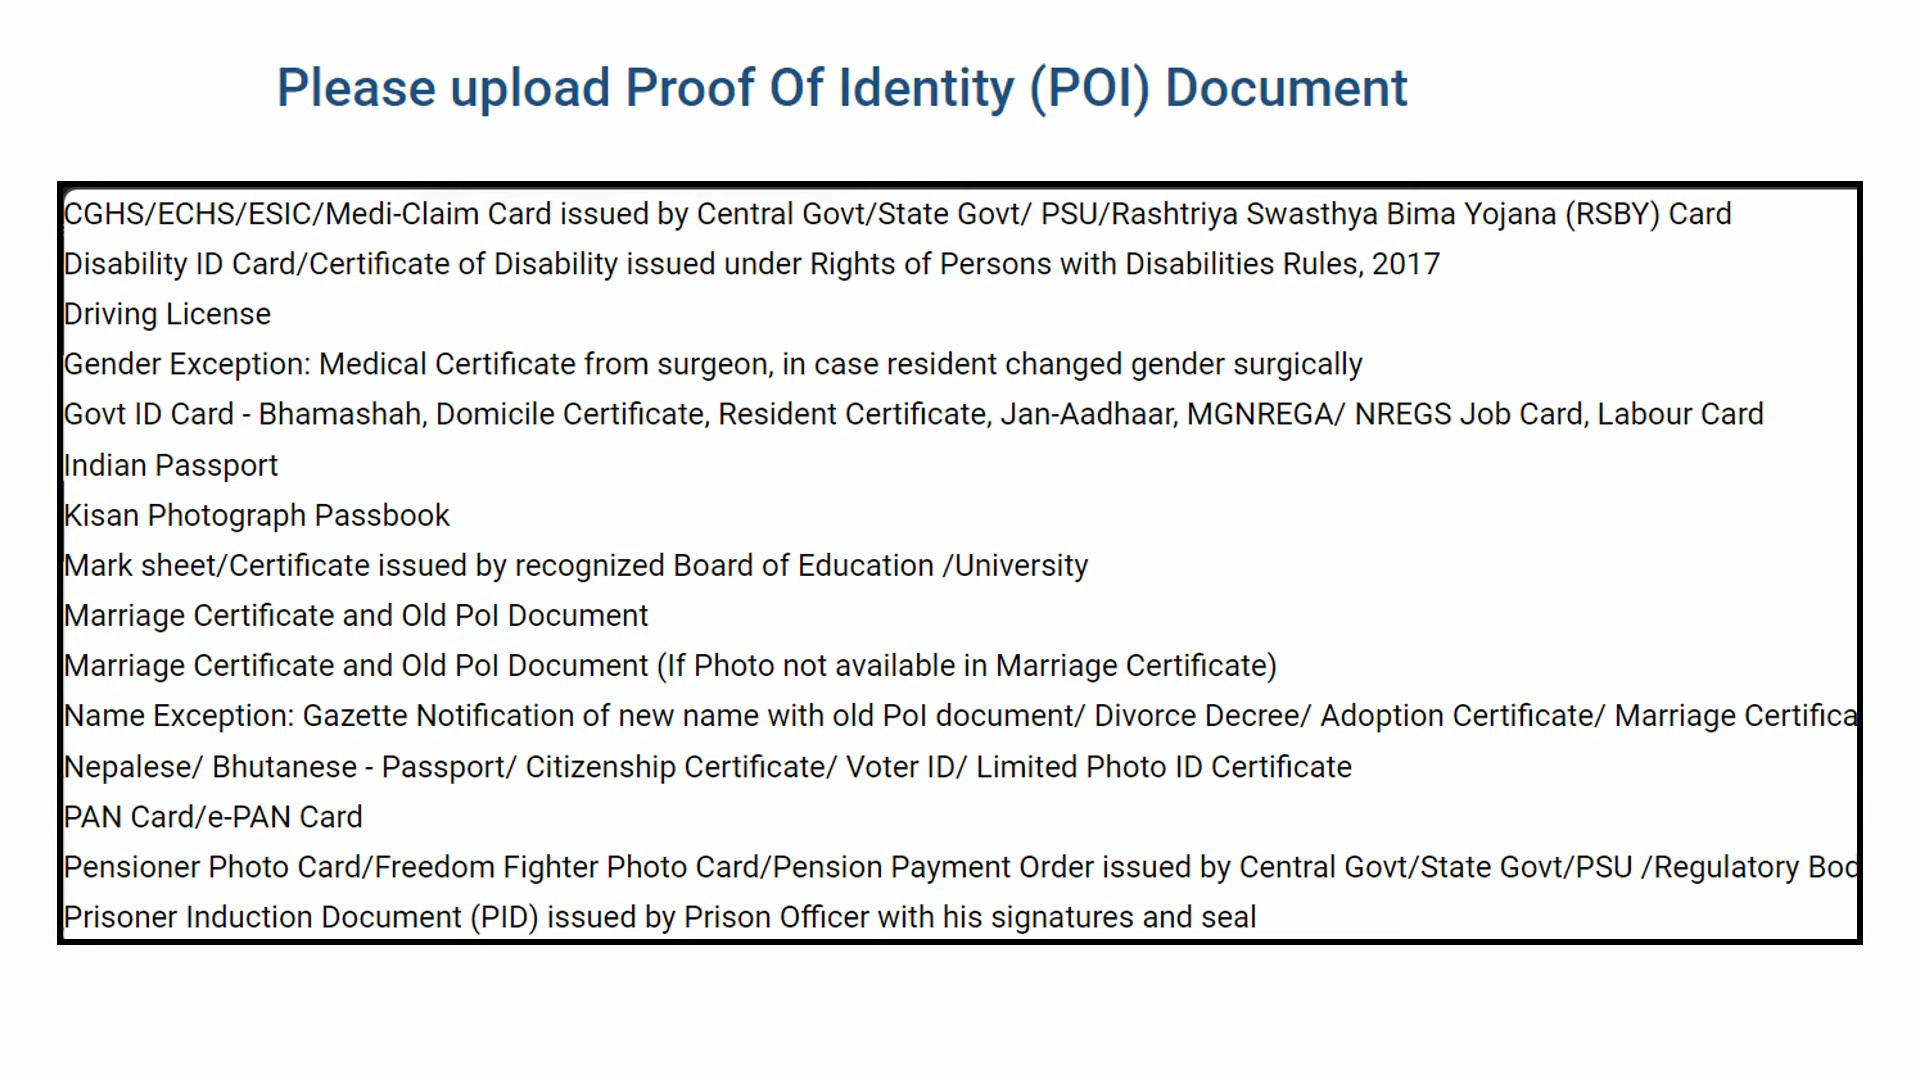 Please upload Proof Of Identity (POI) Document
CGHS/ECHS/ESIC/Medi-Claim Card issued by Central Govt/State Govt/ PSU/Rashtriya Swasthya Bima Yojana (RSBY) Card
Disability ID Card/Certificate of Disability issued under Rights of Persons with Disabilities Rules, 2017
Driving License
Gender Exception: Medical Certificate from surgeon, in case resident changed gender surgically
Govt ID Card - Bhamashah, Domicile Certificate, Resident Certificate, Jan-Aadhaar, MGNREGA/ NREGS Job Card, Labour Card
Indian Passport
Kisan Photograph Passbook
Mark sheet/Certificate issued by recognized Board of Education /University
Marriage Certificate and Old PoI Document
Marriage Certificate and Old PoI Document (If Photo not available in Marriage Certificate)
Name Exception: Gazette Notification of new name with old PoI document/ Divorce Decree/ Adoption Certificate/ Marriage Certifica
Nepalese/ Bhutanese - Passport/ Citizenship Certificate/ Voter ID/ Limited Photo ID Certificate
PAN Card/e-PAN Card
Pensioner Photo Card/Freedom Fighter Photo Card/Pension Payment Order issued by Central Govt/State Govt/PSU /Regulatory Bod
Prisoner Induction Document (PID) issued by Prison Officer with his signatures and seal